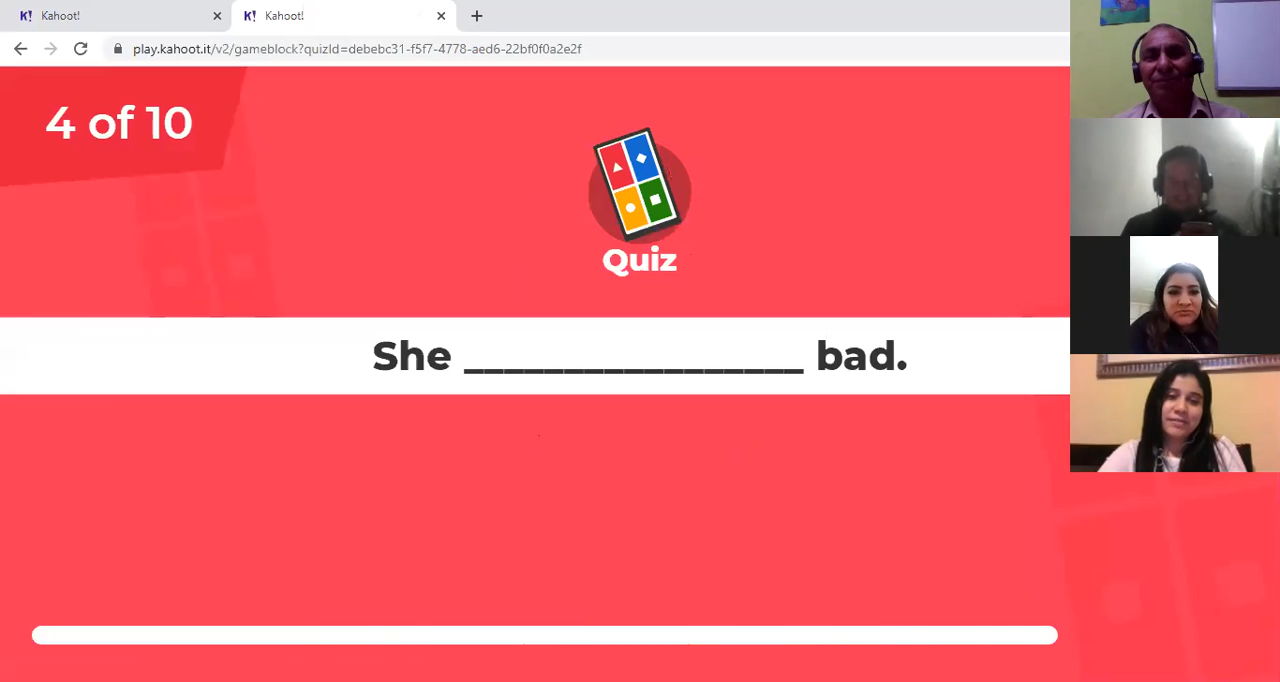 K! Kahoot!
K! Kahoot!
play.kahoot.it/v2/gameblock?quizId=debebc31-f5f7-4778-aed6-22bf0f0a2e2f
4 of 10
Quiz
She _________________ bad.